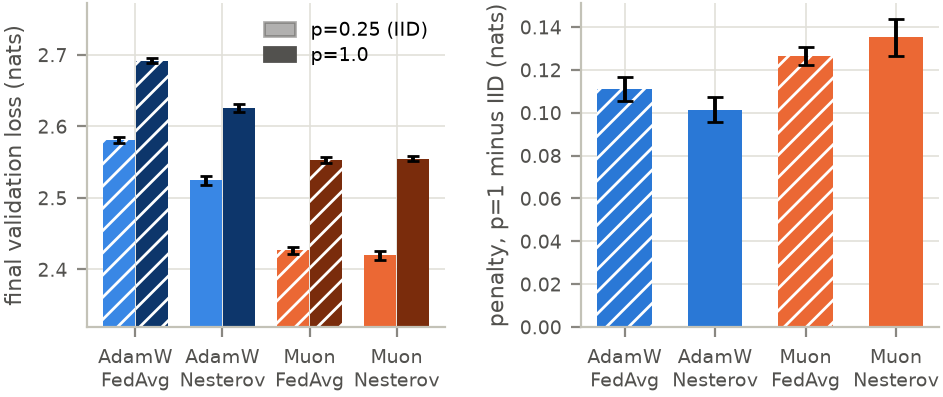 final validation loss (nats)
2.7
2.6
2.5
2.4
p=0.25 (IID)
p=1.0
AdamW
FedAvg
AdamW
Nesterov
Muon
FedAvg
Muon
Nesterov
penalty, p=1 minus IID (nats)
0.14
0.12
0.10
0.08
0.06
0.04
0.02
0.00
AdamW
FedAvg
AdamW
Nesterov
Muon
FedAvg
Muon
Nesterov